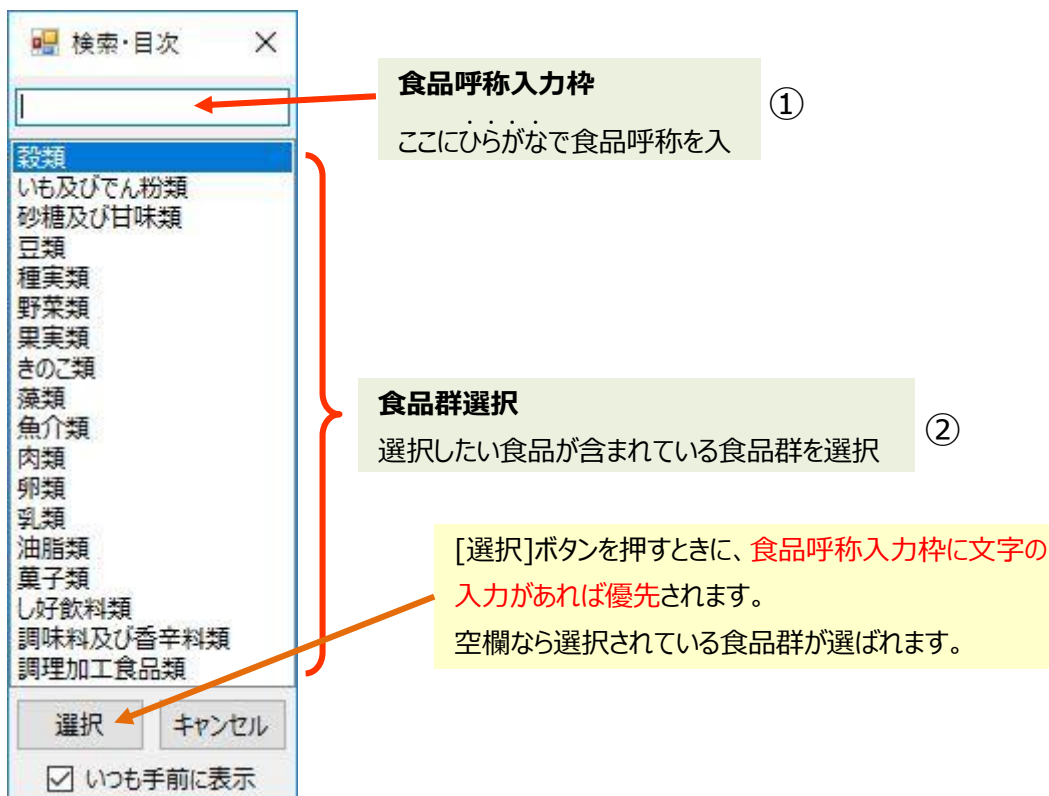 検索・目次
食品呼称入力枠
ここにひらがなで食品呼称を入
①
穀類
いも及びでん粉類
砂糖及び甘味類
豆類
種実類
野菜類
果実類
きのこ類
藻類
魚介類
肉類
卵類
乳類
油脂類
菓子類
し好飲料類
調味料及び香辛料類
調理加工食品類
食品群選択
選択したい食品が含まれている食品群を選択
②
[選択]ボタンを押すときに、食品呼称入力枠に文字の
入力があれば優先されます。
空欄なら選択されている食品群が選ばれます。
選択
キャンセル
いつも手前に表示